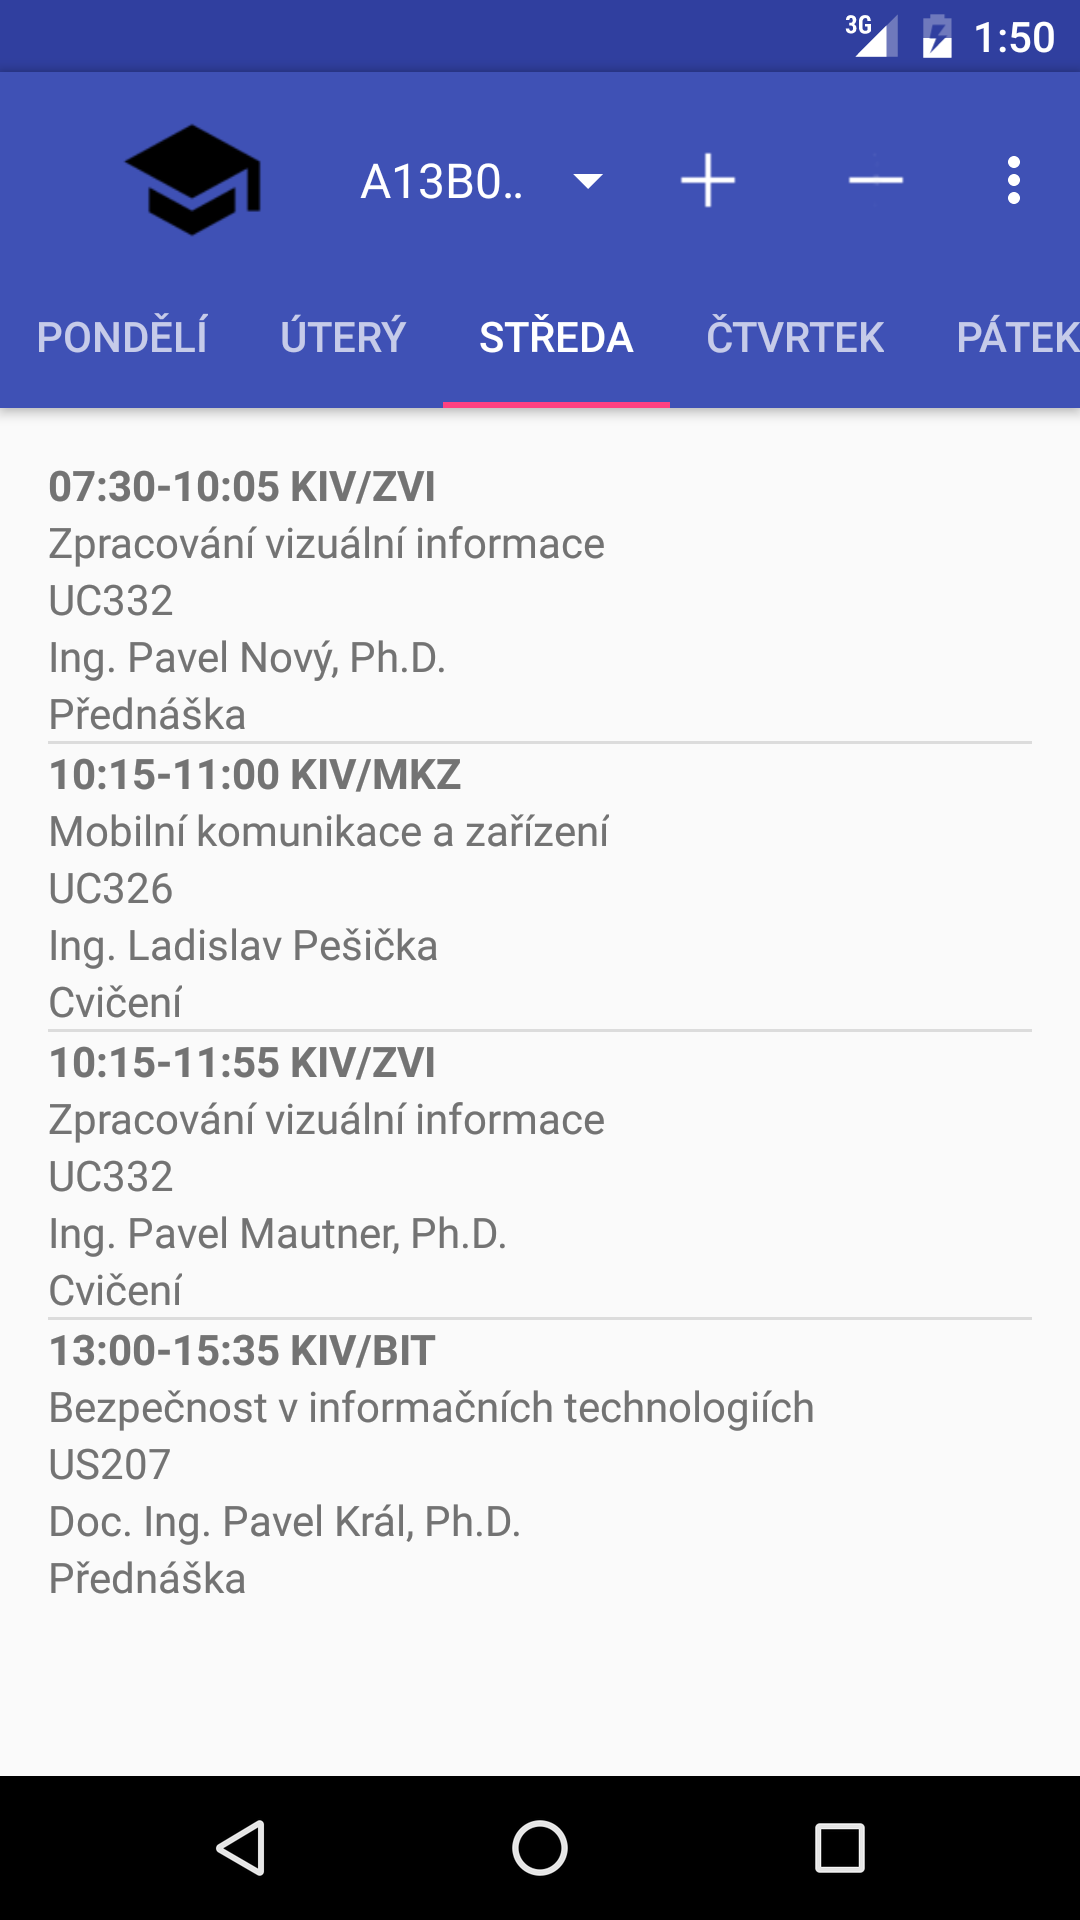 3G 1:50
A13B0..
PONDĚLÍ ÚTERÝ STŘEDA ČTVRTEK PÁTEK
07:30-10:05 KIV/ZVI
Zpracování vizuální informace
UC332
Ing. Pavel Nový, Ph.D.
Přednáška
10:15-11:00 KIV/MKZ
Mobilní komunikace a zařízení
UC326
Ing. Ladislav Pešička
Cvičení
10:15-11:55 KIV/ZVI
Zpracování vizuální informace
UC332
Ing. Pavel Mautner, Ph.D.
Cvičení
13:00-15:35 KIV/BIT
Bezpečnost v informačních technologiích
US207
Doc. Ing. Pavel Král, Ph.D.
Přednáška